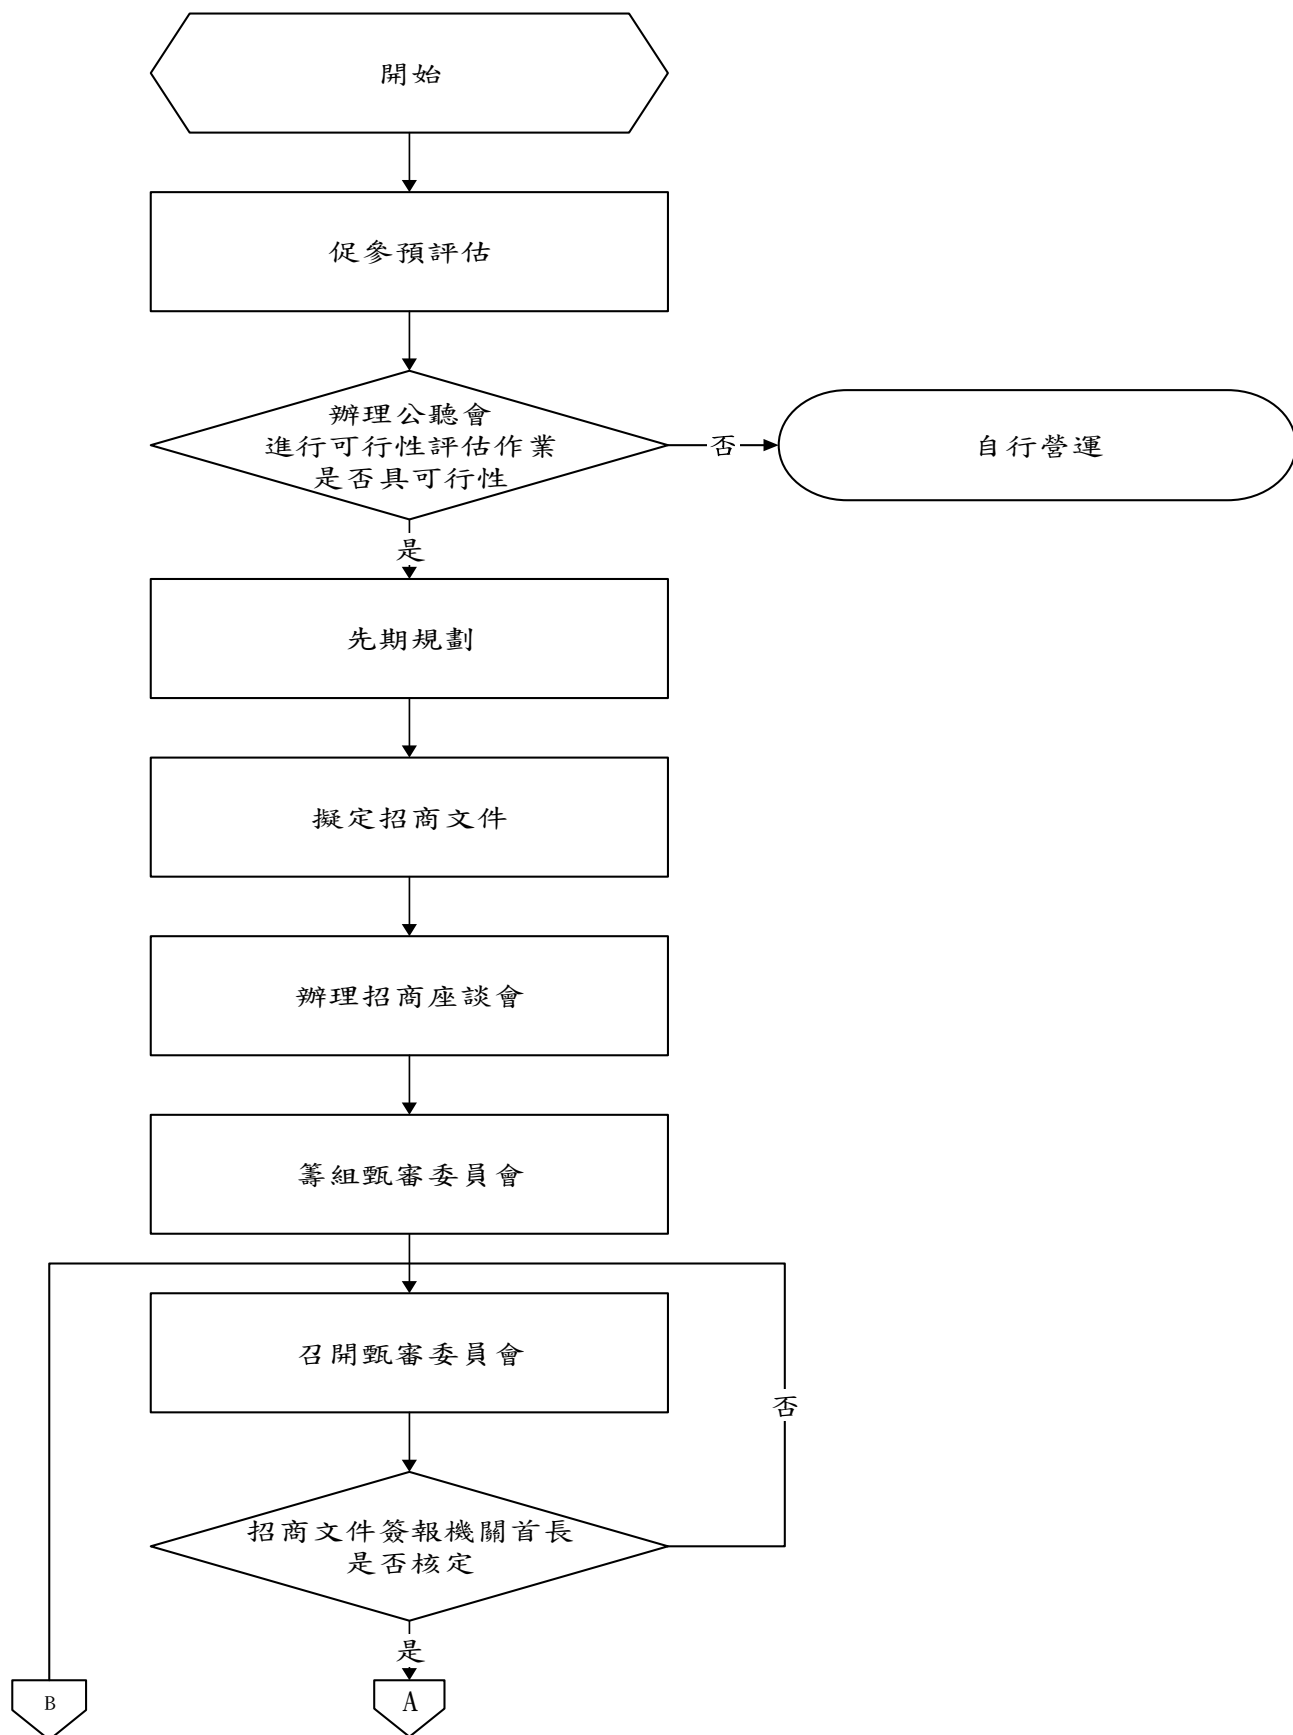 開始
促參預評估
辦理公聽會
進行可行性評估作業
是否具可行性
否
自行營運
是
先期規劃
擬定招商文件
辦理招商座談會
籌組甄審委員會
召開甄審委員會
否
招商文件簽報機關首長
是否核定
是
B
A